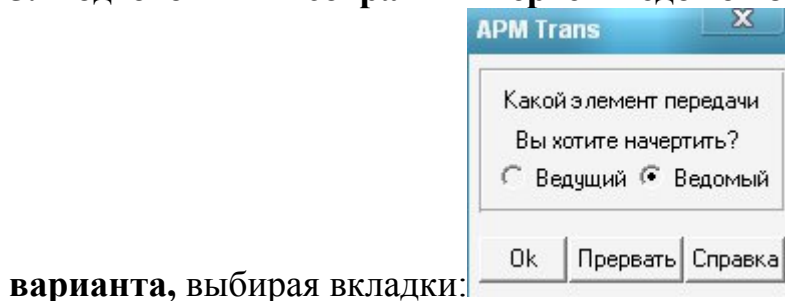 APM Trans
Какой элемент передачи
Вы хотите начертить?
Ведущий Ведомый
Ok Прервать Справка
варианта, выбирая вкладки: